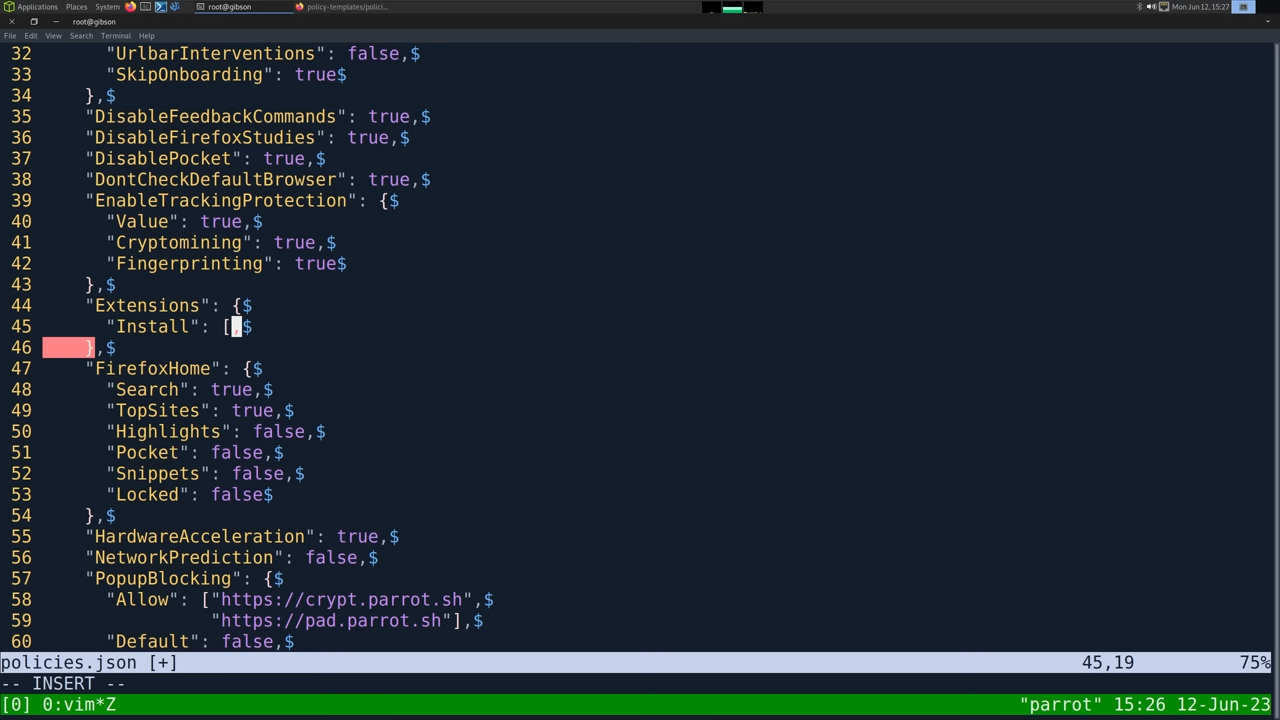 Applications Places System root@gibson policy-templates/polici... Mon Jun 12, 15:27
root@gibson
File Edit View Search Terminal Help
32 "UrlbarInterventions": false,$
33 "SkipOnboarding": true$
34 },$
35 "DisableFeedbackCommands": true,$
36 "DisableFirefoxStudies": true,$
37 "DisablePocket": true,$
38 "DontCheckDefaultBrowser": true,$
39 "EnableTrackingProtection": {$
40 "Value": true,$
41 "Cryptomining": true,$
42 "Fingerprinting": true$
43 },$
44 "Extensions": {$
45 "Install": [,$
46 },$
47 "FirefoxHome": {$
48 "Search": true,$
49 "TopSites": true,$
50 "Highlights": false,$
51 "Pocket": false,$
52 "Snippets": false,$
53 "Locked": false$
54 },$
55 "HardwareAcceleration": true,$
56 "NetworkPrediction": false,$
57 "PopupBlocking": {$
58 "Allow": ["https://crypt.parrot.sh",$
59 "https://pad.parrot.sh"],$
60 "Default": false,$
policies.json [+] 45,19 75%
-- INSERT --
[0] 0:vim*Z "parrot" 15:26 12-Jun-23